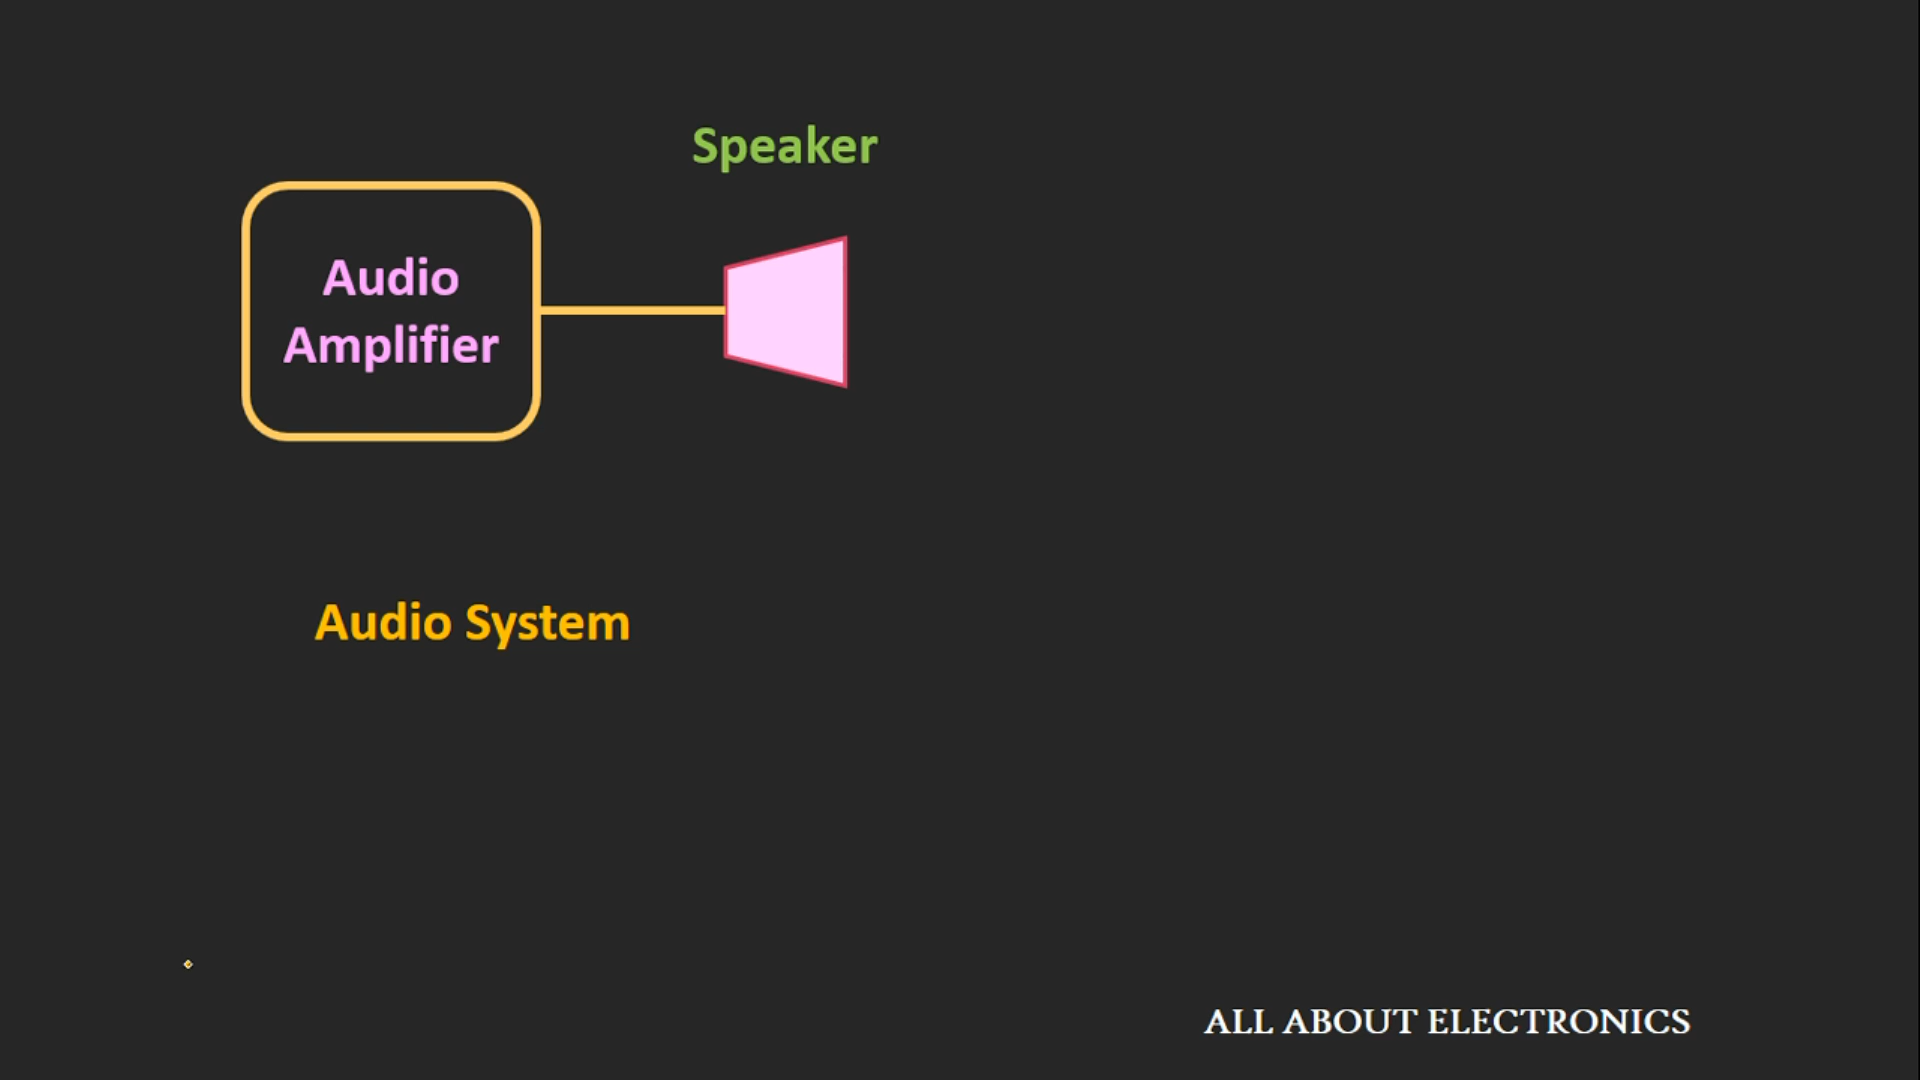 Speaker
Audio
Amplifier
Audio System
ALL ABOUT ELECTRONICS